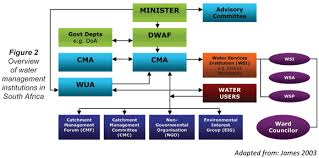 MINISTER
Advisory
Committee
Figure 2
Overview
of water
management
institutions in
South Africa
Govt Depts
e.g. DoA
DWAF
CMA
CMA
Water Services
Institution (WSI)
WSI
WUA
WATER
USERS
WSA
WSP
Ward
Councilor
Catchment
Management
Forum (CMF)
Catchment
Management
Committee
(CMC)
Non-
Governmental
Organisation
(NGO)
Environmental
Interest
Group (EIG)
Adapted from: James 2003